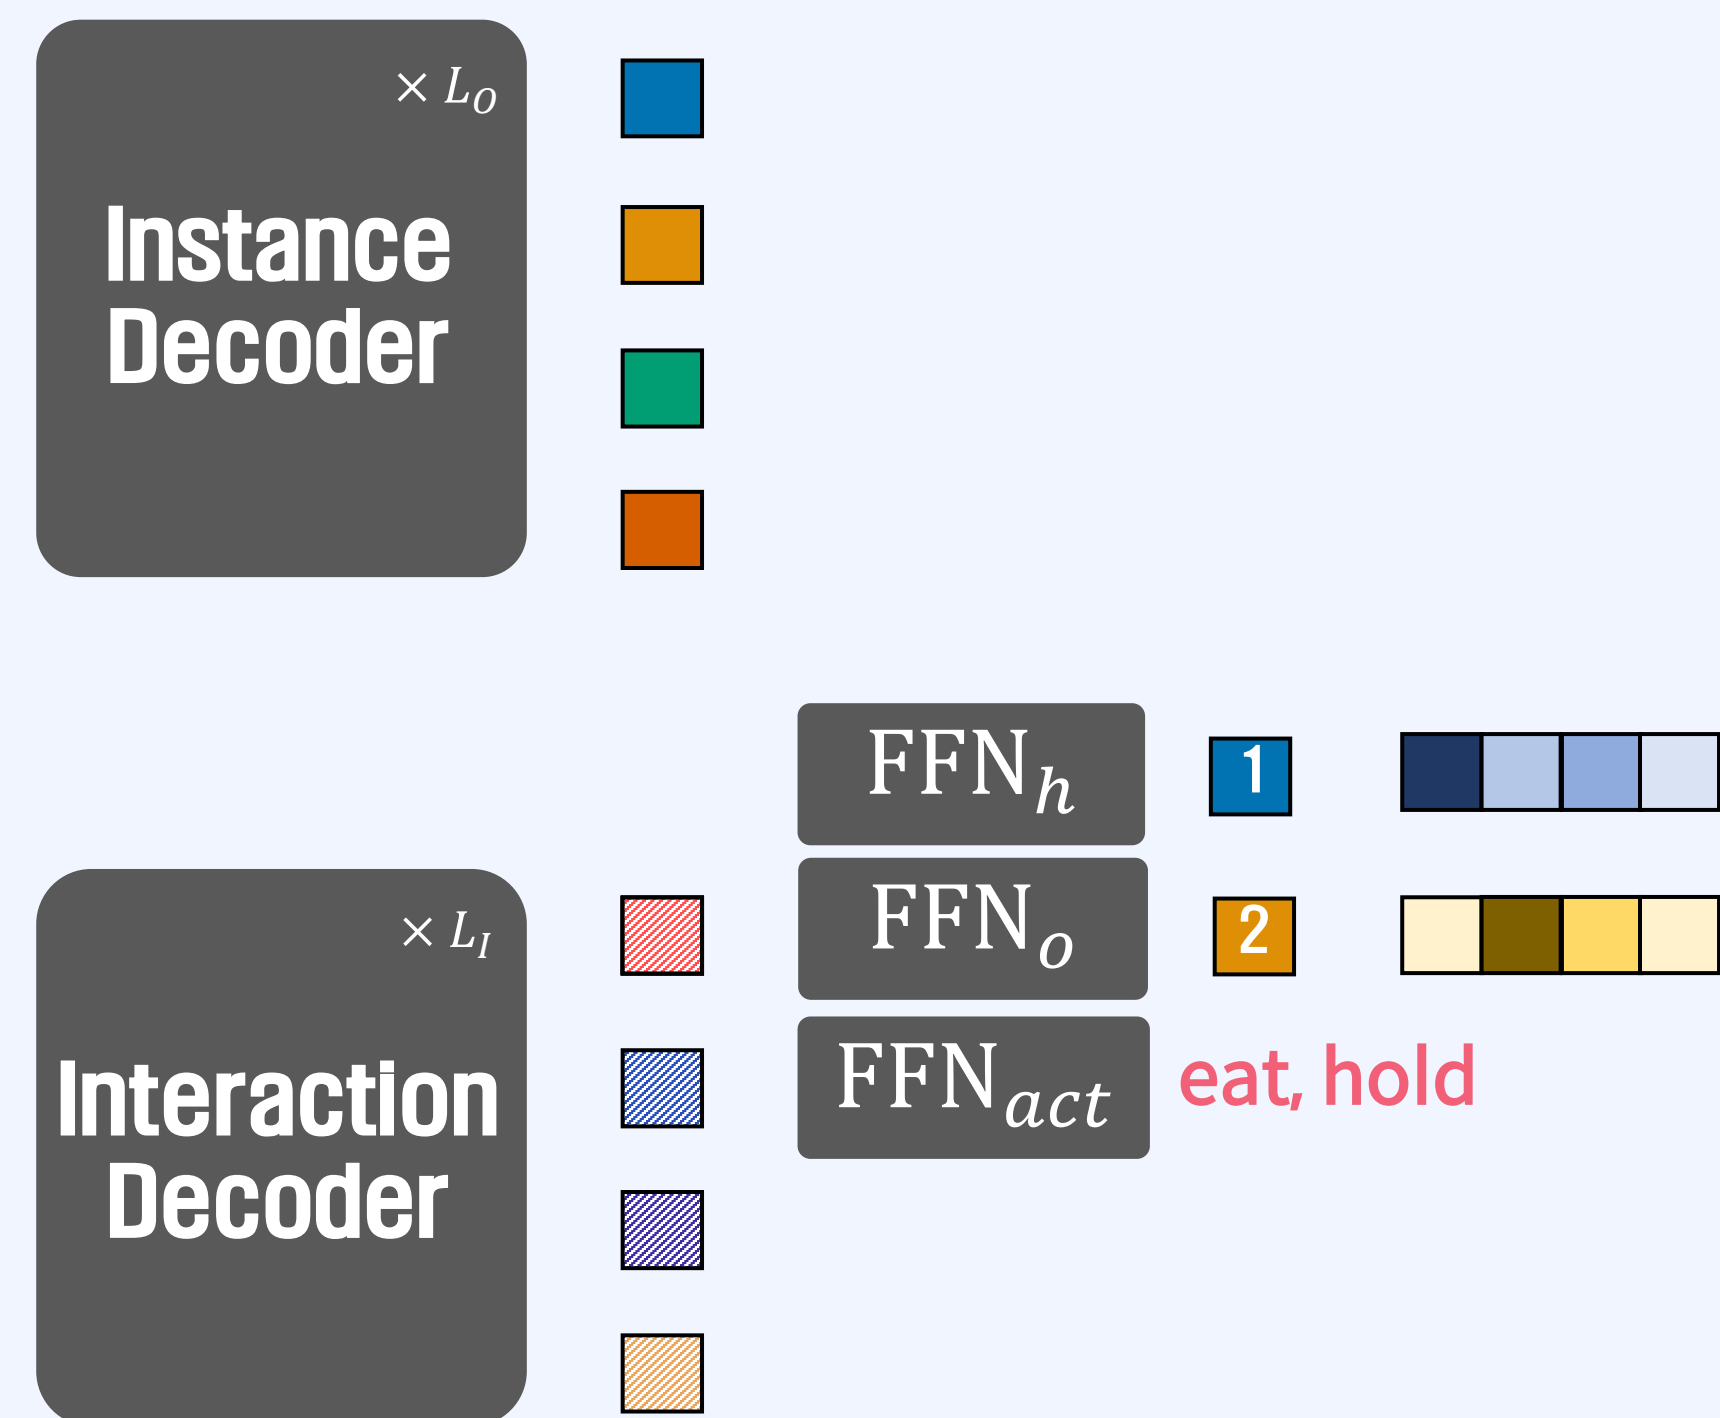 × L_O
Instance
Decoder
FFN_h
1
× L_I
FFN_o
2
Interaction
Decoder
FFN_act
eat, hold